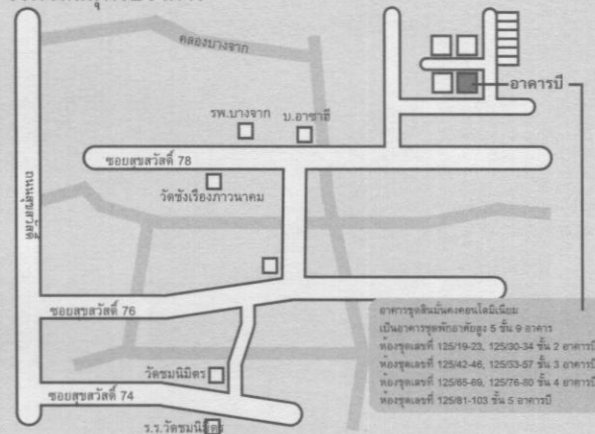 คลองบางจาก
อาคารบี
รพ.บางจาก
บ.อาซาฮี
ซอยสุขสวัสดิ์ 78
ถนนสุขสวัสดิ์
วัดชังเรืองภาวนาคม
ซอยสุขสวัสดิ์ 76
อาคารชุดสินมั่นคงคอนโดมิเนียม
เป็นอาคารชุดพักอาศัยสูง 5 ชั้น 9 อาคาร
ห้องชุดเลขที่ 125/19-23, 125/30-34 ชั้น 2 อาคารบี
ห้องชุดเลขที่ 125/42-46, 125/53-57 ชั้น 3 อาคารบี
ห้องชุดเลขที่ 125/65-69, 125/76-80 ชั้น 4 อาคารบี
ห้องชุดเลขที่ 125/81-103 ชั้น 5 อาคารบี
วัดชมนิมิตร
ซอยสุขสวัสดิ์ 74
ร.ร.วัดชมนิมิตร